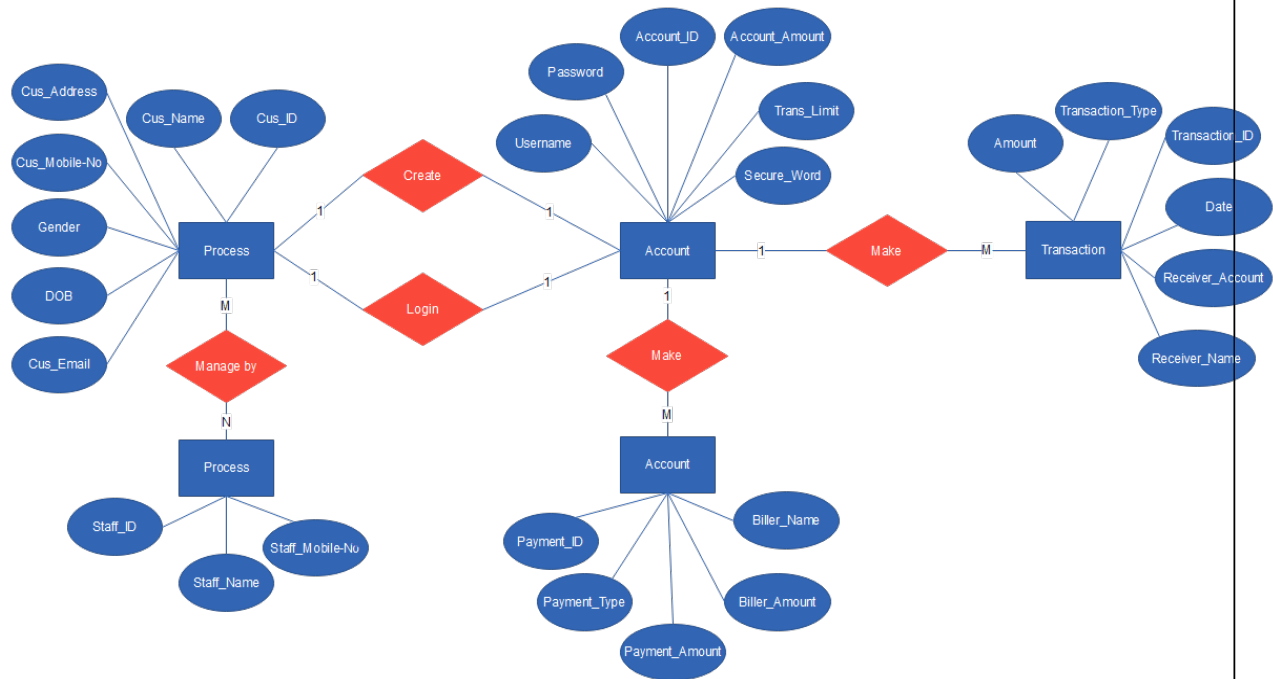 Account_ID
Account_Amount
Cus_Address
Password
Cus_Name
Cus_ID
Trans_Limit
Transaction_Type
Username
Amount
Transaction_ID
Cus_Mobile-No
Create
Secure_Word
1
1
Gender
Date
Process
Account
1
Make
M
Transaction
1
1
Receiver_Account
DOB
M
Login
1
Cus_Email
Manage by
Make
Receiver_Name
N
M
Process
Account
Staff_ID
Staff_Mobile-No
Staff_Name
Payment_ID
Biller_Name
Payment_Type
Biller_Amount
Payment_Amount